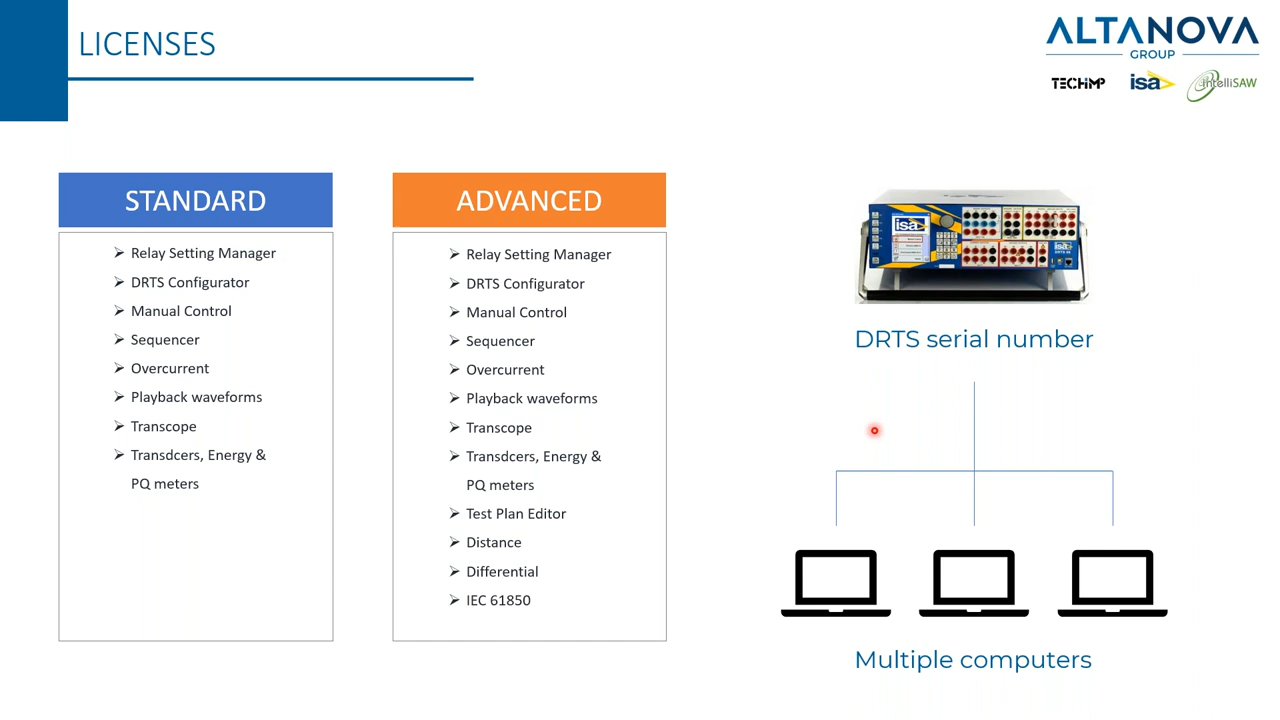 LICENSES
ALTANOVA
GROUP
TECHIMP
isa
intelliSAW
STANDARD
Relay Setting Manager
DRTS Configurator
Manual Control
Sequencer
Overcurrent
Playback waveforms
Transcope
Transdcers, Energy &
PQ meters
ADVANCED
Relay Setting Manager
DRTS Configurator
Manual Control
Sequencer
Overcurrent
Playback waveforms
Transcope
Transdcers, Energy &
PQ meters
Test Plan Editor
Distance
Differential
IEC 61850
isa
isa
DRTS serial number
Multiple computers